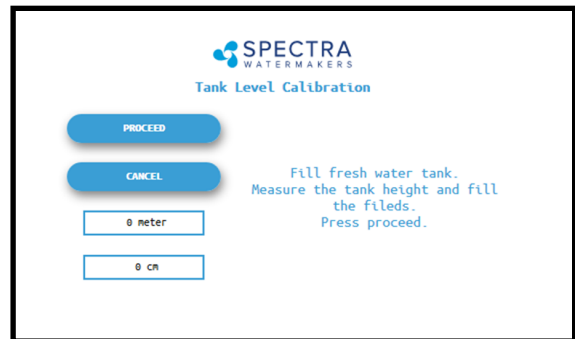 SPECTRA
WATERMAKERS
Tank Level Calibration
PROCEED
CANCEL
0 meter
0 cm
Fill fresh water tank.
Measure the tank height and fill
the fileds.
Press proceed.